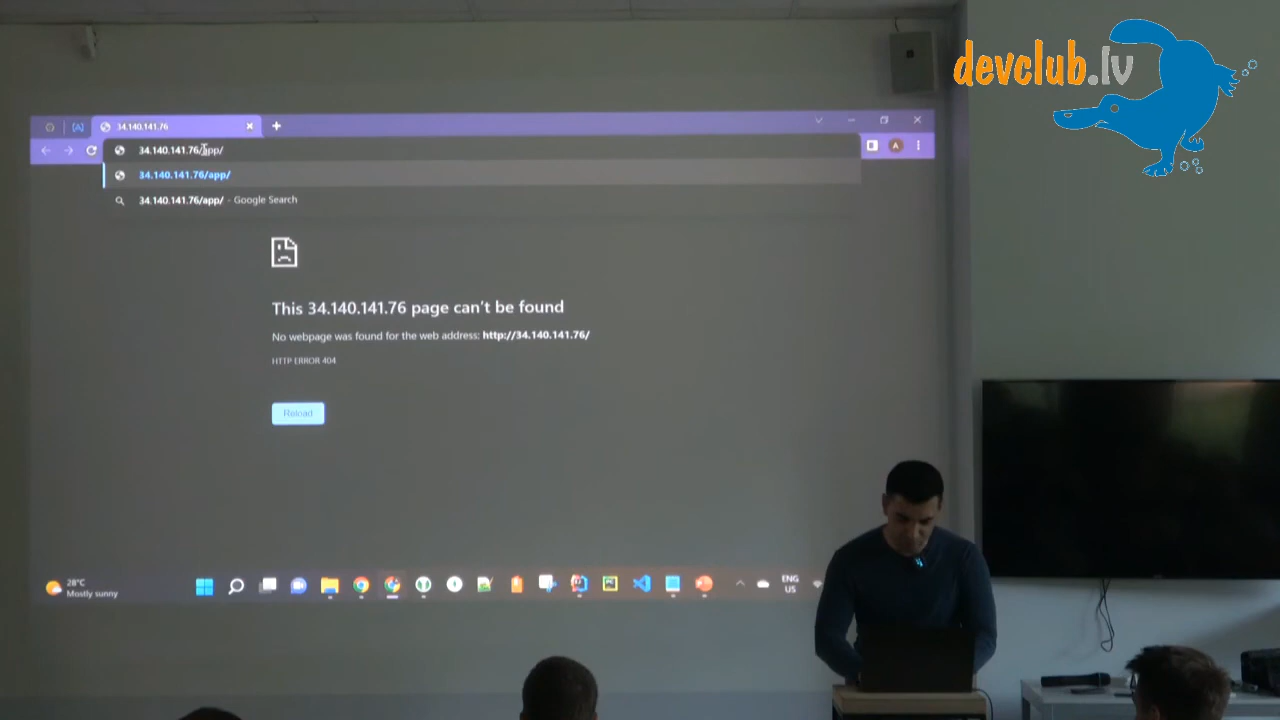 devclub.lv
34.140.141.76
34.140.141.76/app/
34.140.141.76/app/
34.140.141.76/app/ - Google Search
A
This 34.140.141.76 page can't be found
No webpage was found for the web address: http://34.140.141.76/
HTTP ERROR 404
Reload
28°C
Mostly sunny
ENG
US